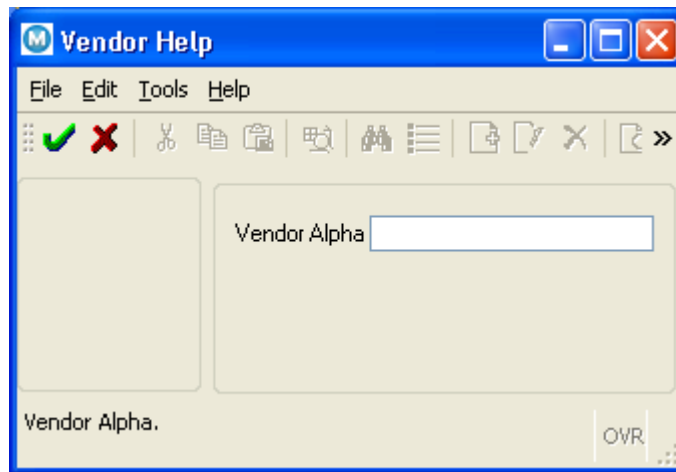 Vendor Help
File Edit Tools Help
Vendor Alpha
Vendor Alpha.
OVR